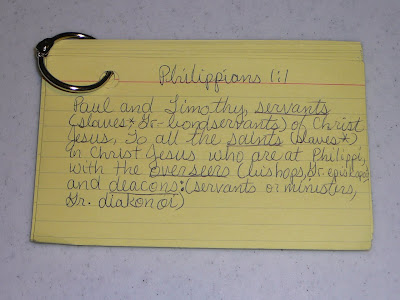 Philippians 1:1
Paul and Timothy, servants
(slaves* Gr-bondservants) of Christ
Jesus, To all the saints (slaves*)
in Christ Jesus who are at Philippi,
with the overseers (bishops, Gr. episkopoi)
and deacons: (servants or ministers,
Gr. diakonoi)